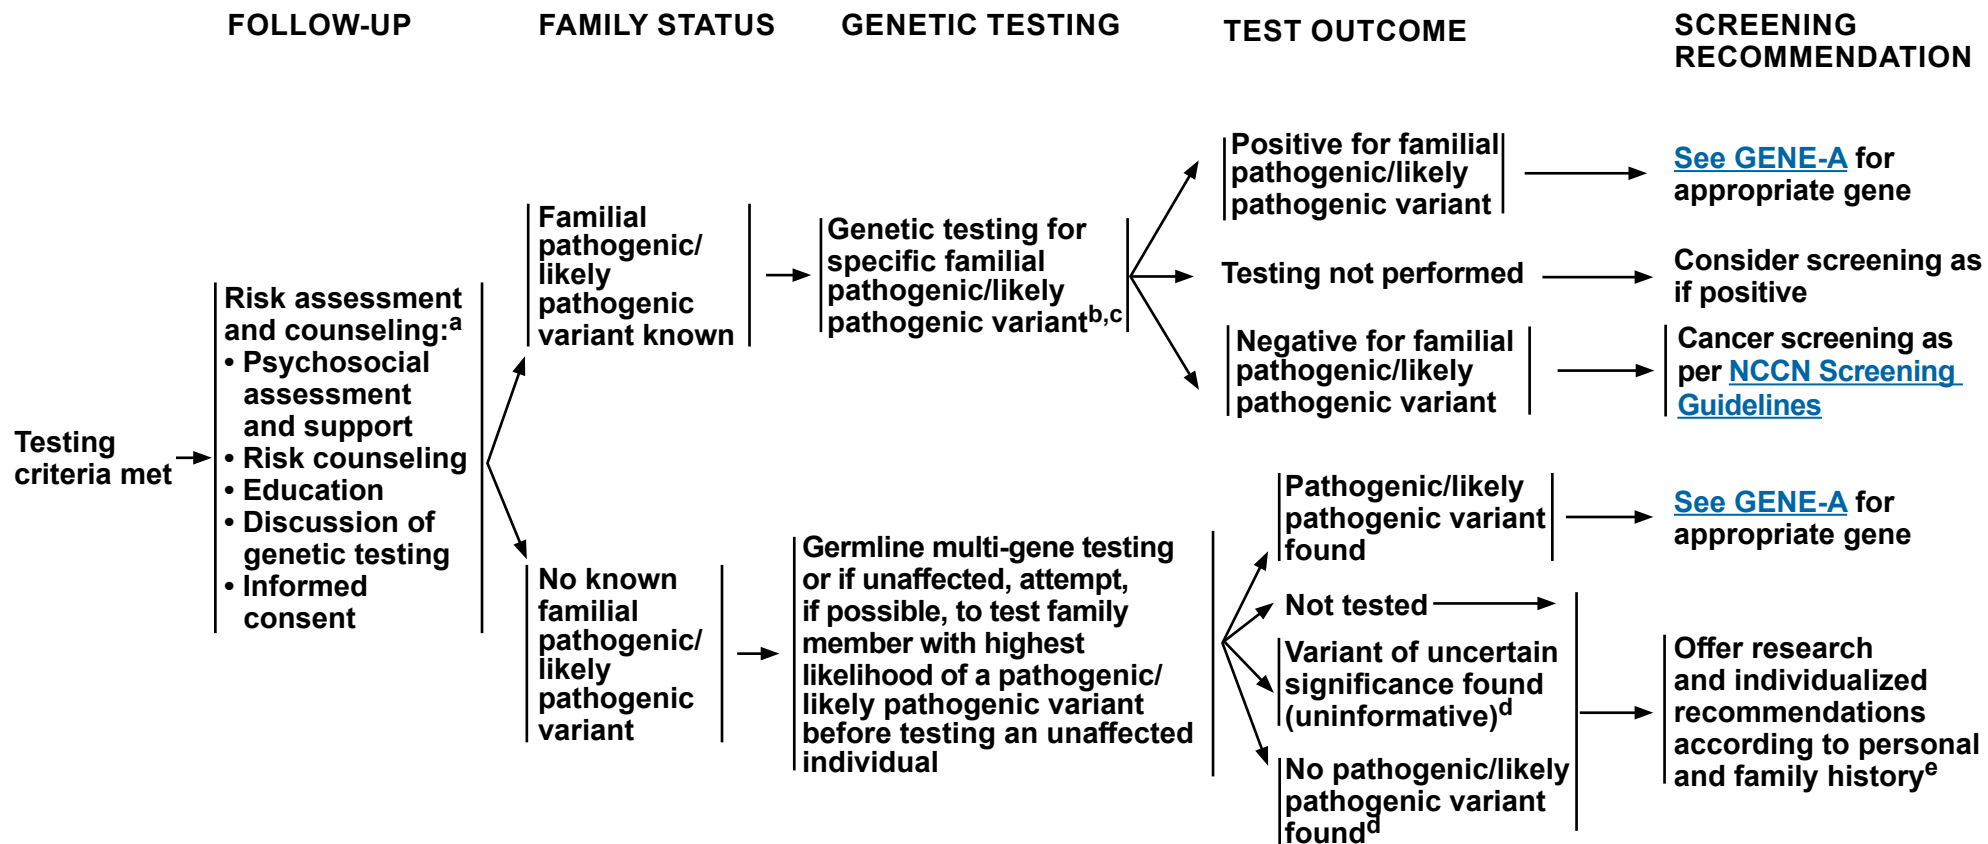 FOLLOW-UP
FAMILY STATUS
GENETIC TESTING
TEST OUTCOME
SCREENING
RECOMMENDATION
Testing
criteria met
Risk assessment
and counseling:a
• Psychosocial
assessment
and support
• Risk counseling
• Education
• Discussion of
genetic testing
• Informed
consent
Familial
pathogenic/
likely
pathogenic
variant known
Genetic testing for
specific familial
pathogenic/likely
pathogenic variantb,c
Positive for familial
pathogenic/likely
pathogenic variant
See GENE-A for
appropriate gene
Testing not performed
Consider screening as
if positive
Negative for familial
pathogenic/likely
pathogenic variant
Cancer screening as
per NCCN Screening
Guidelines
No known
familial
pathogenic/
likely
pathogenic
variant
Germline multi-gene testing
or if unaffected, attempt,
if possible, to test family
member with highest
likelihood of a pathogenic/
likely pathogenic variant
before testing an unaffected
individual
Pathogenic/likely
pathogenic variant
found
See GENE-A for
appropriate gene
Not tested
Variant of uncertain
significance found
(uninformative)d
No pathogenic/likely
pathogenic variant
foundd
Offer research
and individualized
recommendations
according to personal
and family historye